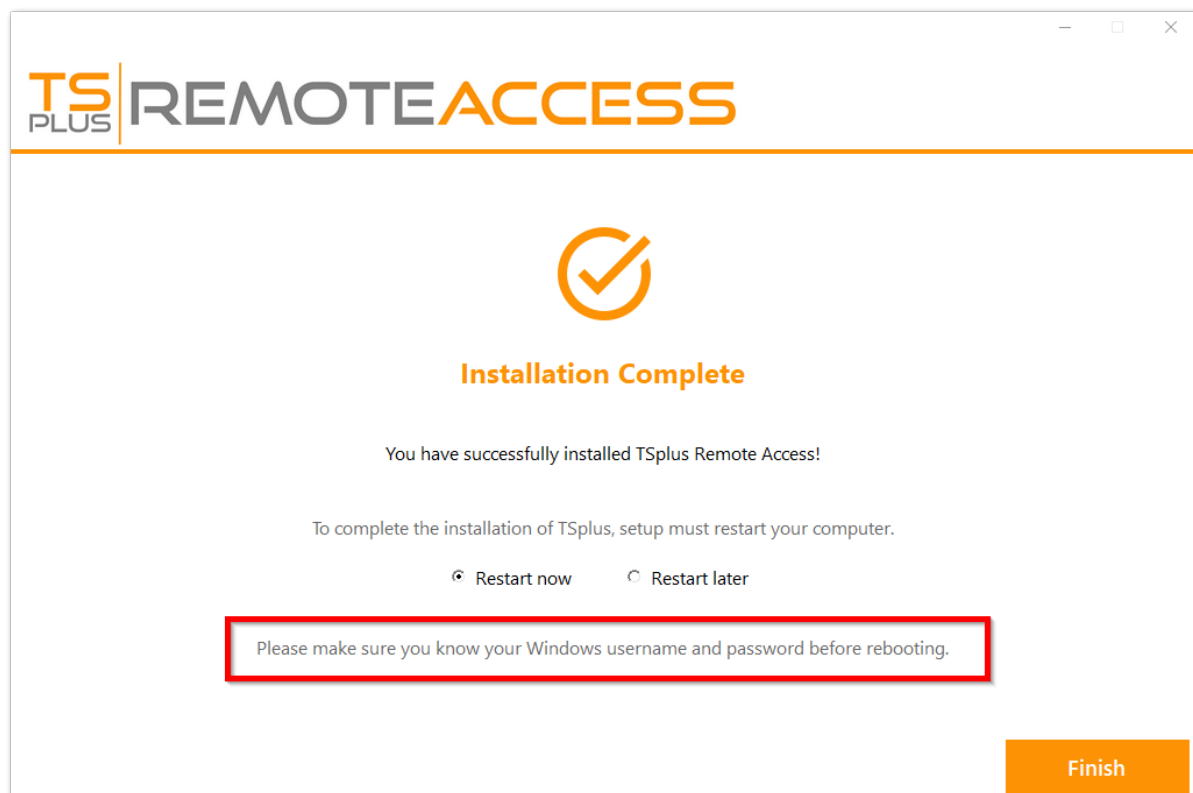 TS PLUS REMOTEACCESS
Installation Complete
You have successfully installed TSplus Remote Access!
To complete the installation of TSplus, setup must restart your computer.
Restart now Restart later
Please make sure you know your Windows username and password before rebooting.
Finish